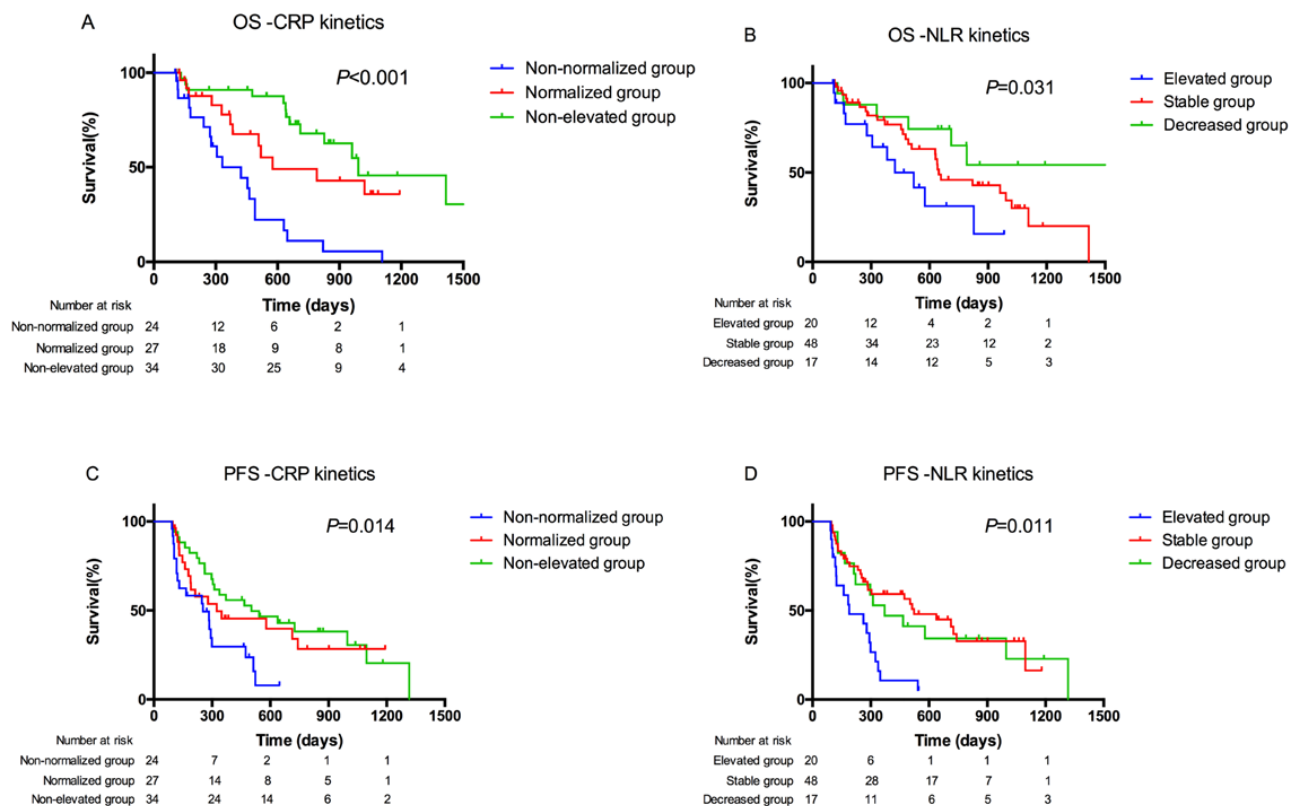 A
OS -CRP kinetics
P<0.001
Non-normalized group
Normalized group
Non-elevated group
Survival(%)
100
50
0
0 300 600 900 1200 1500
Time (days)
Number at risk
Non-normalized group 24 12 6 2 1
Normalized group 27 18 9 8 1
Non-elevated group 34 30 25 9 4
B
OS -NLR kinetics
P=0.031
Elevated group
Stable group
Decreased group
Survival(%)
100
50
0
0 300 600 900 1200 1500
Time (days)
Number at risk
Elevated group 20 12 4 2 1
Stable group 48 34 23 12 2
Decreased group 17 14 12 5 3
C
PFS -CRP kinetics
P=0.014
Non-normalized group
Normalized group
Non-elevated group
Survival(%)
100
50
0
0 300 600 900 1200 1500
Time (days)
Number at risk
Non-normalized group 24 7 2 1 1
Normalized group 27 14 8 5 1
Non-elevated group 34 24 14 6 2
D
PFS -NLR kinetics
P=0.011
Elevated group
Stable group
Decreased group
Survival(%)
100
50
0
0 300 600 900 1200 1500
Time (days)
Number at risk
Elevated group 20 6 1 1 1
Stable group 48 28 17 7 1
Decreased group 17 11 6 5 3